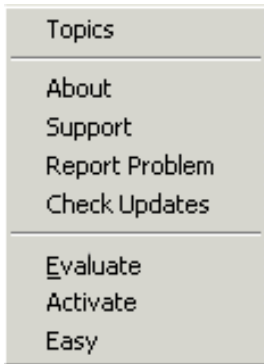 Topics
About
Support
Report Problem
Check Updates
Evaluate
Activate
Easy